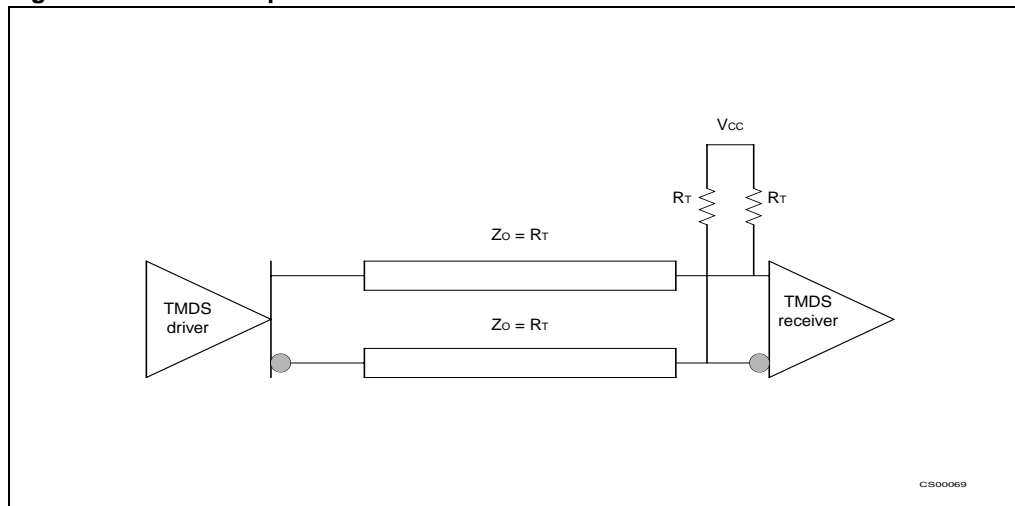 Vcc
RT
RT
Zo = RT
TMDS
driver
TMDS
receiver
Zo = RT
CS00069